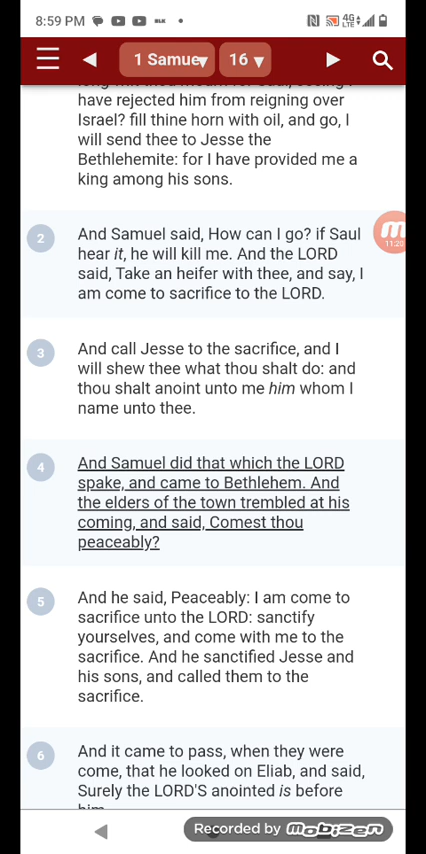 8:59 PM
4G
LTE
1 Samue
16
have rejected him from reigning over
Israel? fill thine horn with oil, and go, I
will send thee to Jesse the
Bethlehemite: for I have provided me a
king among his sons.
2
And Samuel said, How can I go? if Saul
hear it, he will kill me. And the LORD
said, Take an heifer with thee, and say, I
am come to sacrifice to the LORD.
11:20
3
And call Jesse to the sacrifice, and I
will shew thee what thou shalt do: and
thou shalt anoint unto me him whom I
name unto thee.
4
And Samuel did that which the LORD
spake, and came to Bethlehem. And
the elders of the town trembled at his
coming, and said, Comest thou
peaceably?
5
And he said, Peaceably: I am come to
sacrifice unto the LORD: sanctify
yourselves, and come with me to the
sacrifice. And he sanctified Jesse and
his sons, and called them to the
sacrifice.
6
And it came to pass, when they were
come, that he looked on Eliab, and said,
Surely the LORD'S anointed is before
Recorded by mobizen